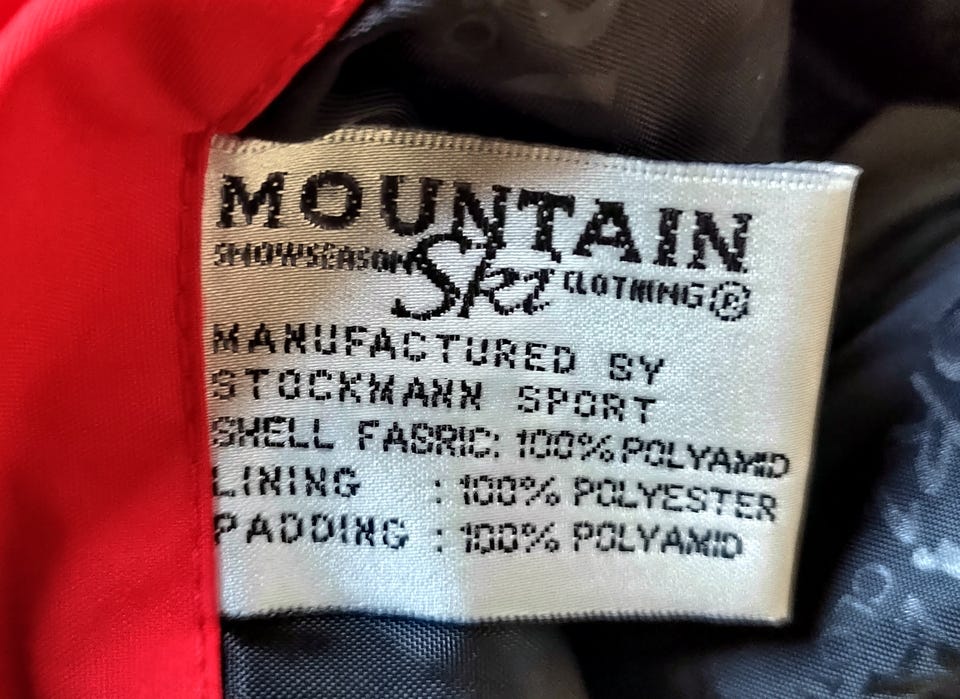 MOUNTAIN
SNOWSEASON Ski CLOTHING ®
MANUFACTURED BY
STOCKMANN SPORT
SHELL FABRIC: 100% POLYAMID
LINING : 100% POLYESTER
PADDING : 100% POLYAMID